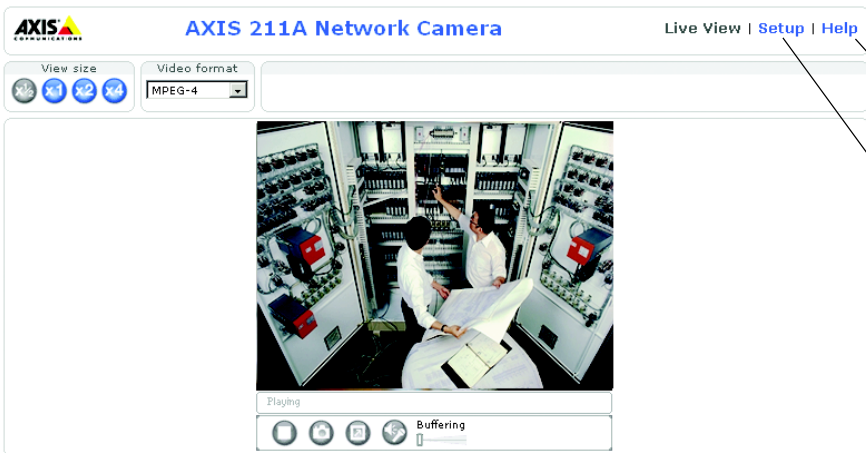 AXIS
COMMUNICATIONS
AXIS 211A Network Camera
Live View | Setup | Help
View size
x½ x1 x2 x4
Video format
MPEG-4
Playing
Buffering